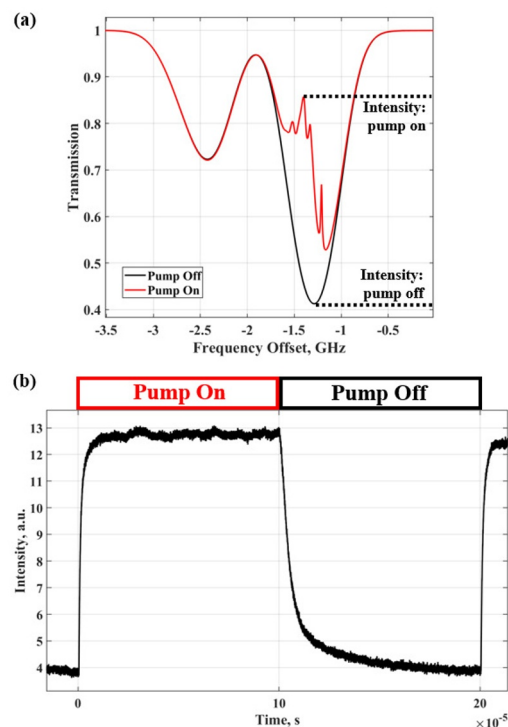 (a)
1
0.9
0.8
0.7
0.6
0.5
0.4
Transmission
Intensity:
pump on
Intensity:
pump off
Pump Off
Pump On
-3.5 -3 -2.5 -2 -1.5 -1 -0.5
Frequency Offset, GHz
(b)
Pump On Pump Off
13
12
11
10
9
8
7
6
5
4
Intensity, a.u.
0 10 20
Time, s ×10⁻⁵